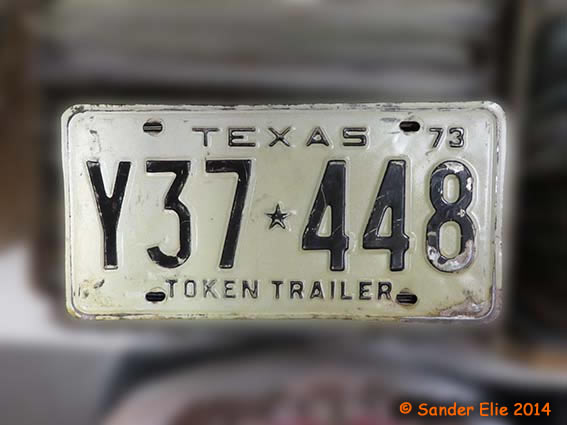 TEXAS 73
Y37★448
TOKEN TRAILER
© Sander Elie 2014